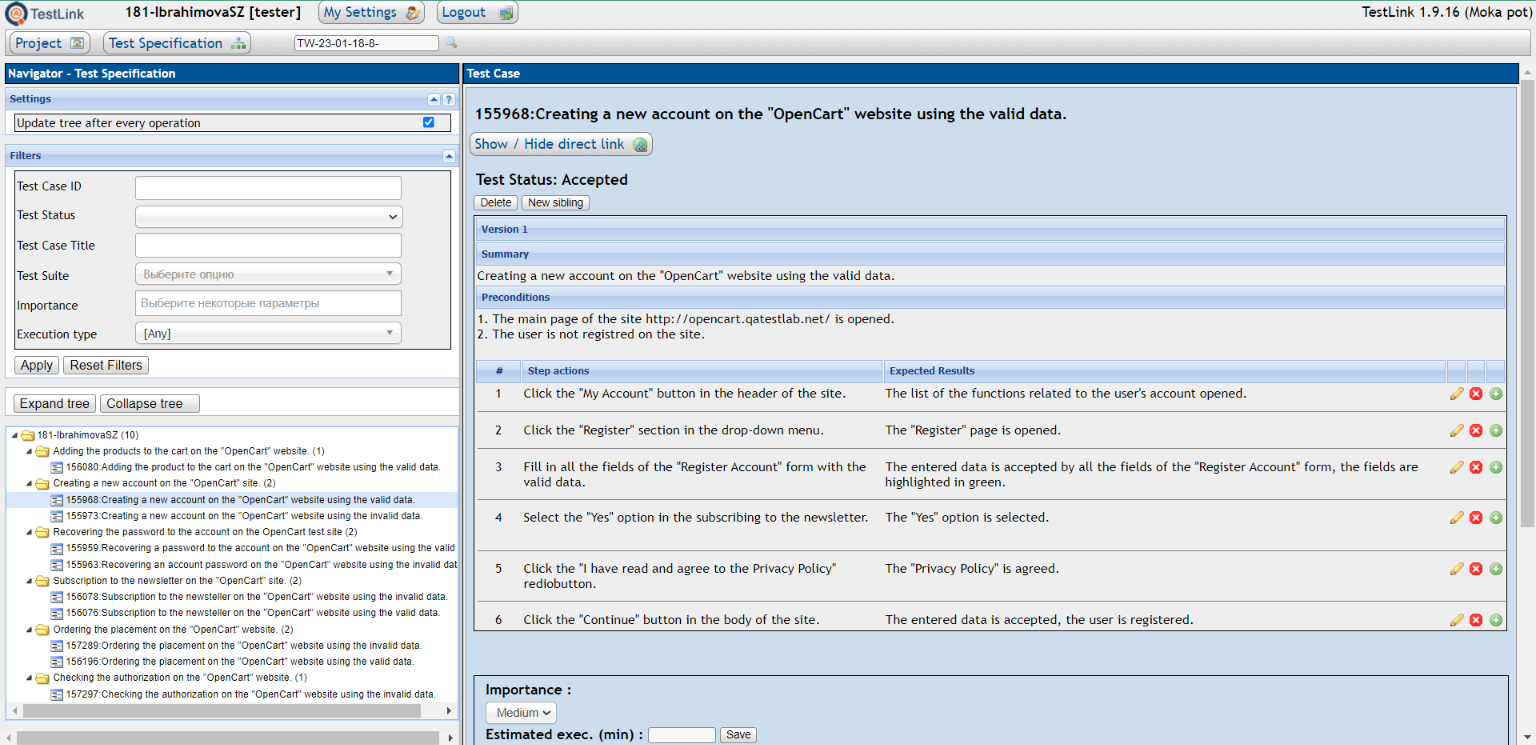 TestLink 181-IbrahimovaSZ [tester] My Settings Logout TestLink 1.9.16 (Moka pot)
Project Test Specification TW-23-01-18-8-
Navigator - Test Specification
Settings
?
Update tree after every operation
Filters
Test Case ID
Test Status
Test Case Title
Test Suite Выберите опцию
Importance Выберите некоторые параметры
Execution type [Any]
Apply Reset Filters
Expand tree Collapse tree
181-IbrahimovaSZ (10)
Adding the products to the cart on the "OpenCart" website. (1)
156080:Adding the product to the cart on the "OpenCart" website using the valid data.
Creating a new account on the "OpenCart" site. (2)
155968:Creating a new account on the "OpenCart" website using the valid data.
155973:Creating a new account on the "OpenCart" website using the invalid data.
Recovering the password to the account on the OpenCart test site (2)
155959:Recovering a password to the account on the "OpenCart" website using the valid
155963:Recovering an account password on the "OpenCart" website using the invalid dat
Subscription to the newsletter on the "OpenCart" site. (2)
156078:Subscription to the newsteller on the "OpenCart" website using the invalid data.
156076:Subscription to the newsteller on the "OpenCart" website using the valid data.
Ordering the placement on the "OpenCart" website. (2)
157289:Ordering the placement on the "OpenCart" website using the invalid data.
156196:Ordering the placement on the "OpenCart" website using the valid data.
Checking the authorization on the "OpenCart" website. (1)
157297:Checking the authorization on the "OpenCart" website using the invalid data.
Test Case
155968:Creating a new account on the "OpenCart" website using the valid data.
Show / Hide direct link
Test Status: Accepted
Delete New sibling
Version 1
Summary
Creating a new account on the "OpenCart" website using the valid data.
Preconditions
1. The main page of the site http://opencart.qatestlab.net/ is opened.
2. The user is not registred on the site.
# Step actions Expected Results
1 Click the "My Account" button in the header of the site. The list of the functions related to the user's account opened.
2 Click the "Register" section in the drop-down menu. The "Register" page is opened.
3 Fill in all the fields of the "Register Account" form with the The entered data is accepted by all the fields of the "Register Account" form, the fields are
valid data. highlighted in green.
4 Select the "Yes" option in the subscribing to the newsletter. The "Yes" option is selected.
5 Click the "I have read and agree to the Privacy Policy" The "Privacy Policy" is agreed.
rediobutton.
6 Click the "Continue" button in the body of the site. The entered data is accepted, the user is registered.
Importance :
Medium
Estimated exec. (min) : Save